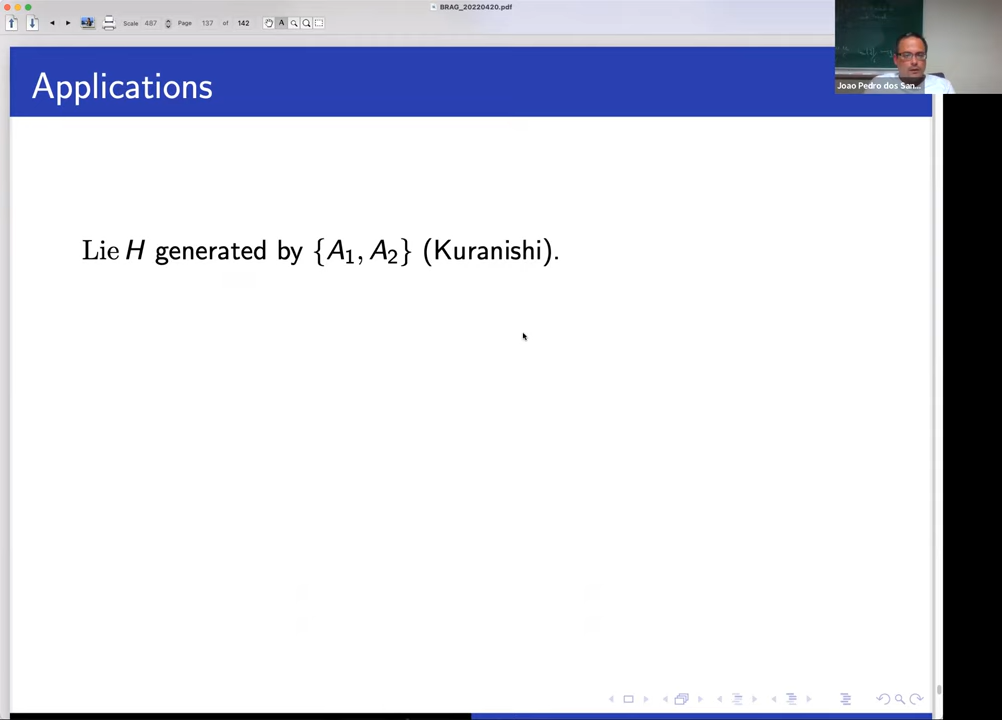 BRAG_20220420.pdf
Scale 487 Page 137 of 142
A
Joao Pedro dos San...
Applications
Lie H generated by {A₁, A₂} (Kuranishi).